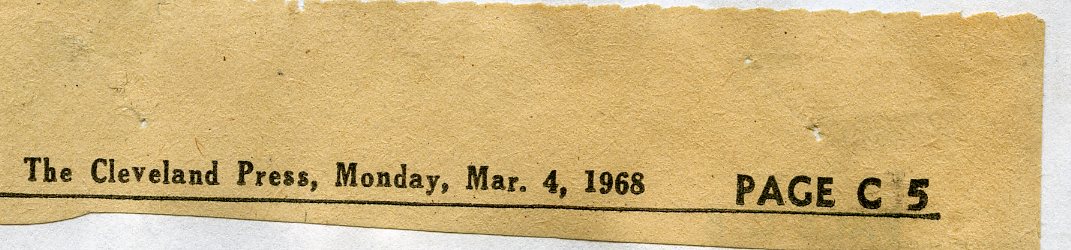 The Cleveland Press, Monday, Mar. 4, 1968 PAGE C 5